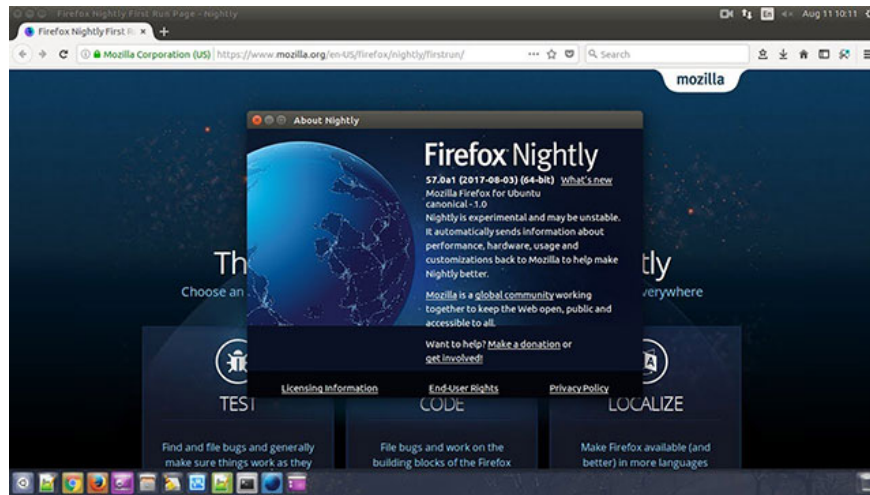 Firefox Nightly First Run Page - Nightly
En
Aug 11 10:11
Firefox Nightly First R
Mozilla Corporation (US)
https://www.mozilla.org/en-US/firefox/nightly/firstrun/
Search
mozilla
About Nightly
Firefox Nightly
57.0a1 (2017-08-03) (64-bit) What's new
Mozilla Firefox for Ubuntu
canonical - 1.0
Nightly is experimental and may be unstable.
It automatically sends information about
performance, hardware, usage and
customizations back to Mozilla to help make
Nightly better.
Mozilla is a global community working
together to keep the Web open, public and
accessible to all.
Want to help? Make a donation or
get involved!
Licensing Information
End-User Rights
Privacy Policy
Th
tly
Choose an
verywhere
TEST
CODE
LOCALIZE
Find and file bugs and generally
make sure things work as they
File bugs and work on the
building blocks of the Firefox
Make Firefox available (and
better) in more languages